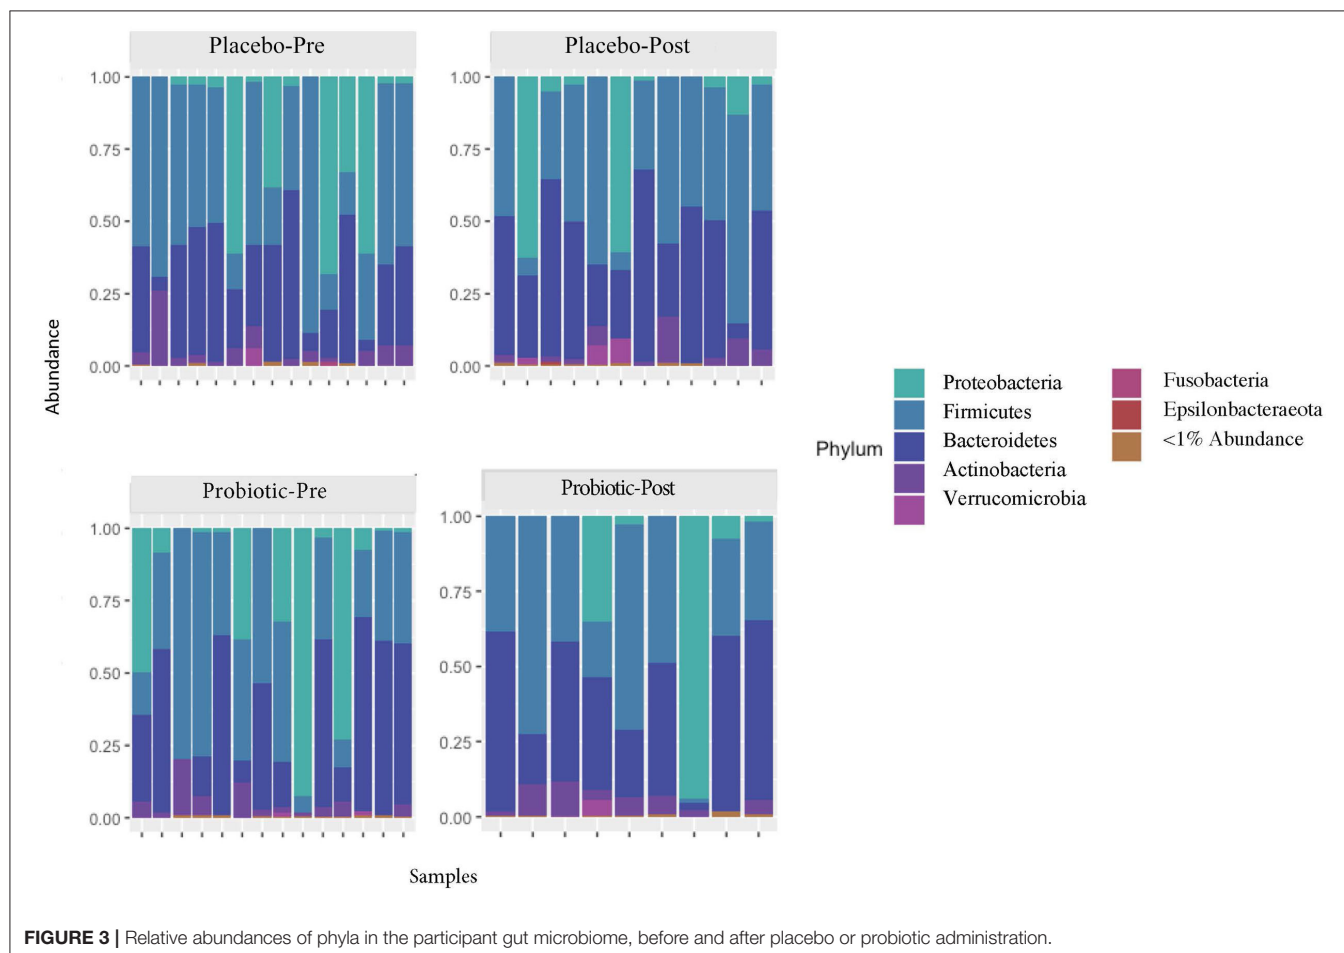 Placebo-Pre
Placebo-Post
1.00
0.75
0.50
0.25
0.00
1.00
0.75
0.50
0.25
0.00
Abundance
Probiotic-Pre
Probiotic-Post
1.00
0.75
0.50
0.25
0.00
1.00
0.75
0.50
0.25
0.00
Samples
Phylum
Proteobacteria
Firmicutes
Bacteroidetes
Actinobacteria
Verrucomicrobia
Fusobacteria
Epsilonbacteraeota
<1% Abundance
FIGURE 3 | Relative abundances of phyla in the participant gut microbiome, before and after placebo or probiotic administration.